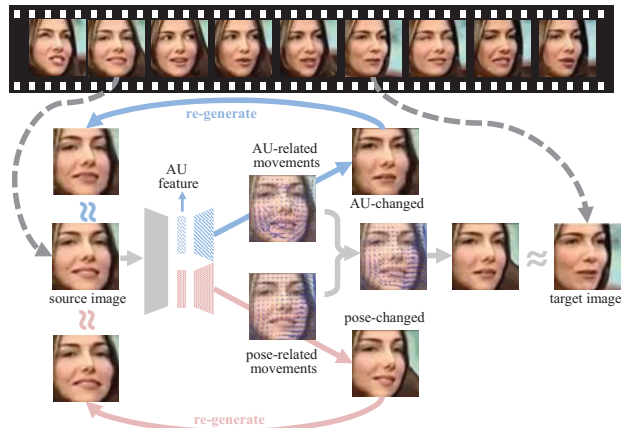 re-generate
AU-related
movements
AU
feature
AU-changed
source image
target image
pose-changed
pose-related
movements
re-generate